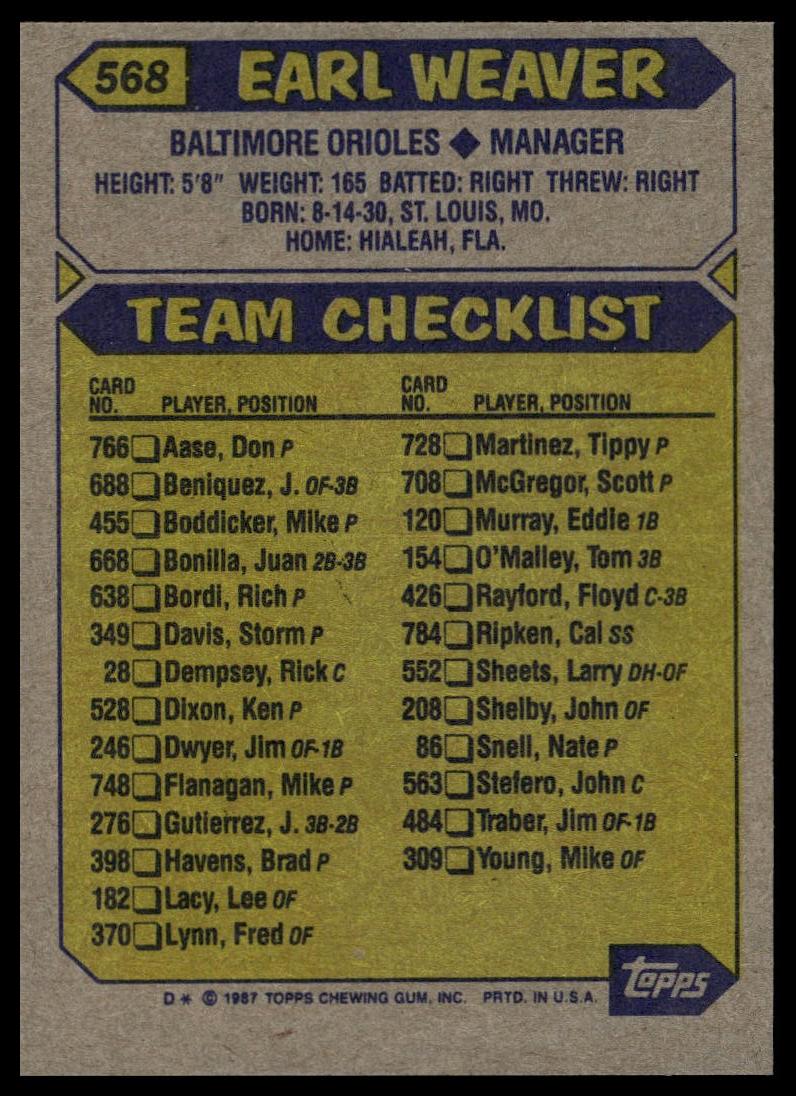 568 EARL WEAVER
BALTIMORE ORIOLES ◆ MANAGER
HEIGHT: 5'8" WEIGHT: 165 BATTED: RIGHT THREW: RIGHT
BORN: 8-14-30, ST. LOUIS, MO.
HOME: HIALEAH, FLA.
TEAM CHECKLIST
CARD
NO. PLAYER, POSITION
766 Aase, Don P
688 Beniquez, J. OF-3B
455 Boddicker, Mike P
668 Bonilla, Juan 2B-3B
638 Bordi, Rich P
349 Davis, Storm P
28 Dempsey, Rick C
528 Dixon, Ken P
246 Dwyer, Jim OF-1B
748 Flanagan, Mike P
276 Gutierrez, J. 3B-2B
398 Havens, Brad P
182 Lacy, Lee OF
370 Lynn, Fred OF
CARD
NO. PLAYER, POSITION
728 Martinez, Tippy P
708 McGregor, Scott P
120 Murray, Eddie 1B
154 O'Malley, Tom 3B
426 Rayford, Floyd C-3B
784 Ripken, Cal SS
552 Sheets, Larry DH-OF
208 Shelby, John OF
86 Snell, Nate P
563 Stefero, John C
484 Traber, Jim OF-1B
309 Young, Mike OF
D* © 1987 TOPPS CHEWING GUM, INC. PRTD. IN U.S.A.
topps